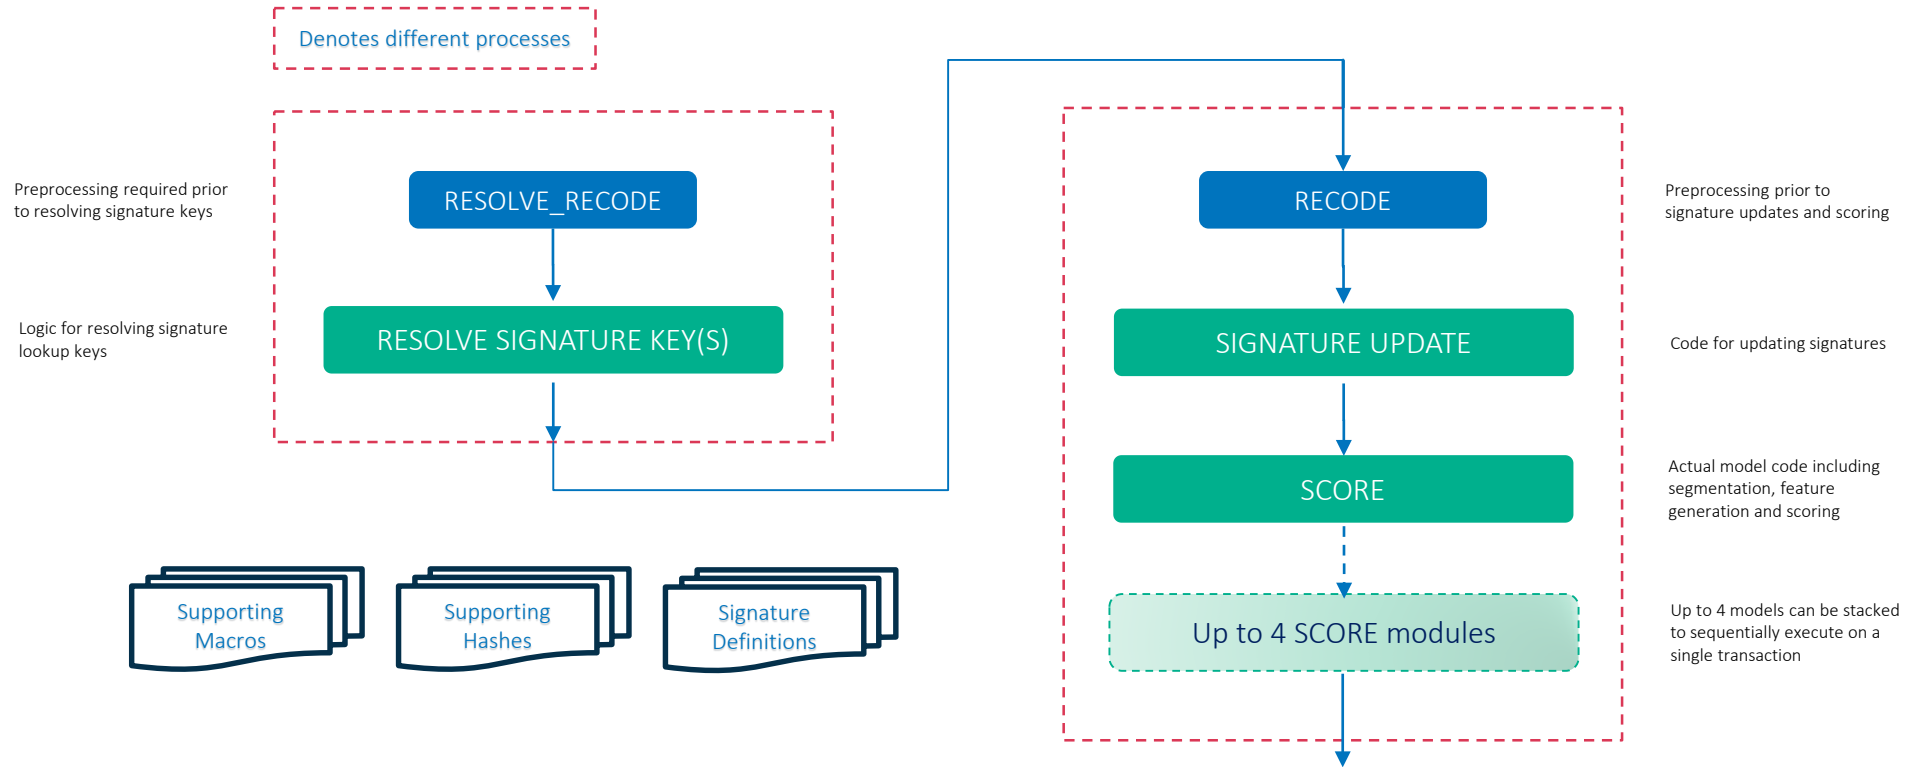 Denotes different processes
Preprocessing required prior
to resolving signature keys
RESOLVE_RECODE
Logic for resolving signature
lookup keys
RESOLVE SIGNATURE KEY(S)
Supporting
Macros
Supporting
Hashes
Signature
Definitions
RECODE
Preprocessing prior to
signature updates and scoring
SIGNATURE UPDATE
Code for updating signatures
SCORE
Actual model code including
segmentation, feature
generation and scoring
Up to 4 SCORE modules
Up to 4 models can be stacked
to sequentially execute on a
single transaction